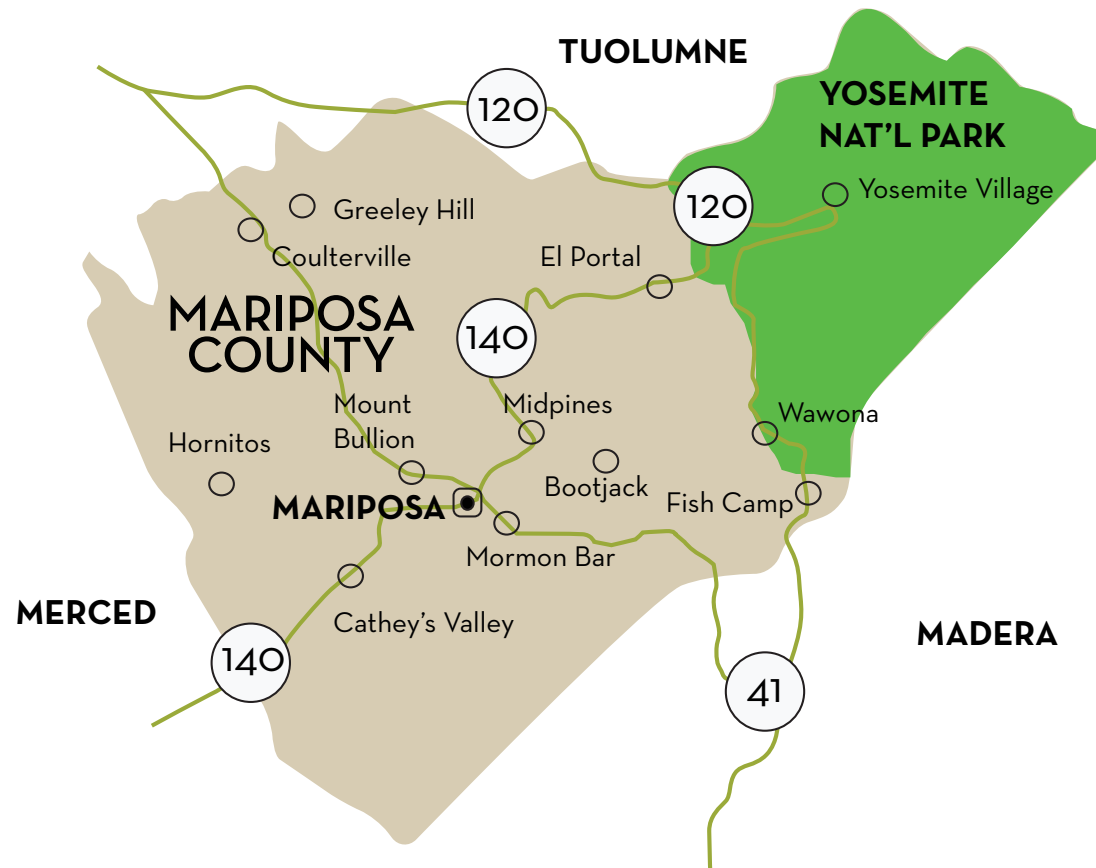 TUOLUMNE
120
YOSEMITE
NAT'L PARK
120
Yosemite Village
Greeley Hill
Coulterville
El Portal
MARIPOSA
COUNTY
140
Mount
Bullion
Midpines
Wawona
Hornitos
Bootjack
MARIPOSA
Fish Camp
Mormon Bar
MERCED
Cathey's Valley
MADERA
140
41